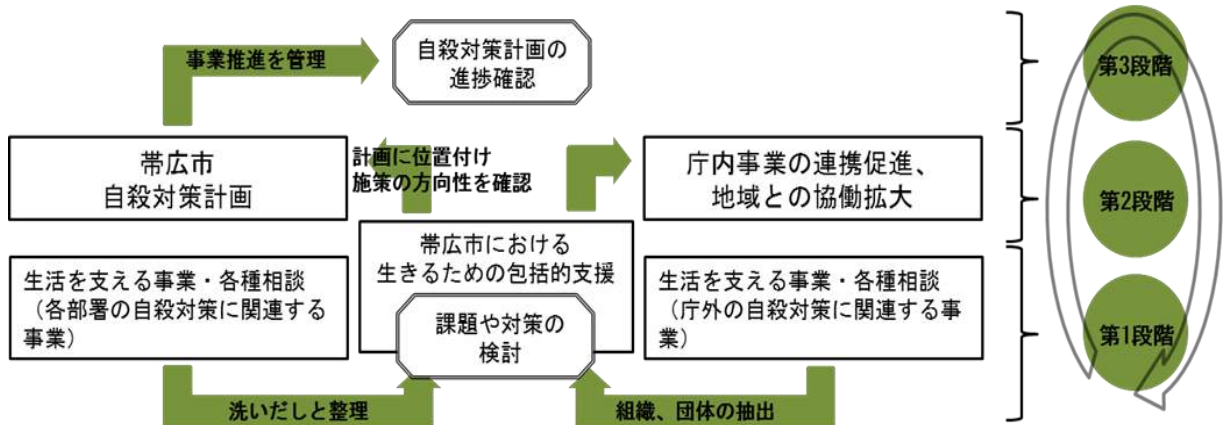 事業推進を管理
自殺対策計画の
進捗確認
第3段階
帯広市
自殺対策計画
計画に位置付け
施策の方向性を確認
庁内事業の連携促進、
地域との協働拡大
第2段階
帯広市における
生きるための包括的支援
生活を支える事業・各種相談
（各部署の自殺対策に関連する
事業）
課題や対策の
検討
生活を支える事業・各種相談
（庁外の自殺対策に関連する事
業）
第1段階
洗いだしと整理
組織、団体の抽出